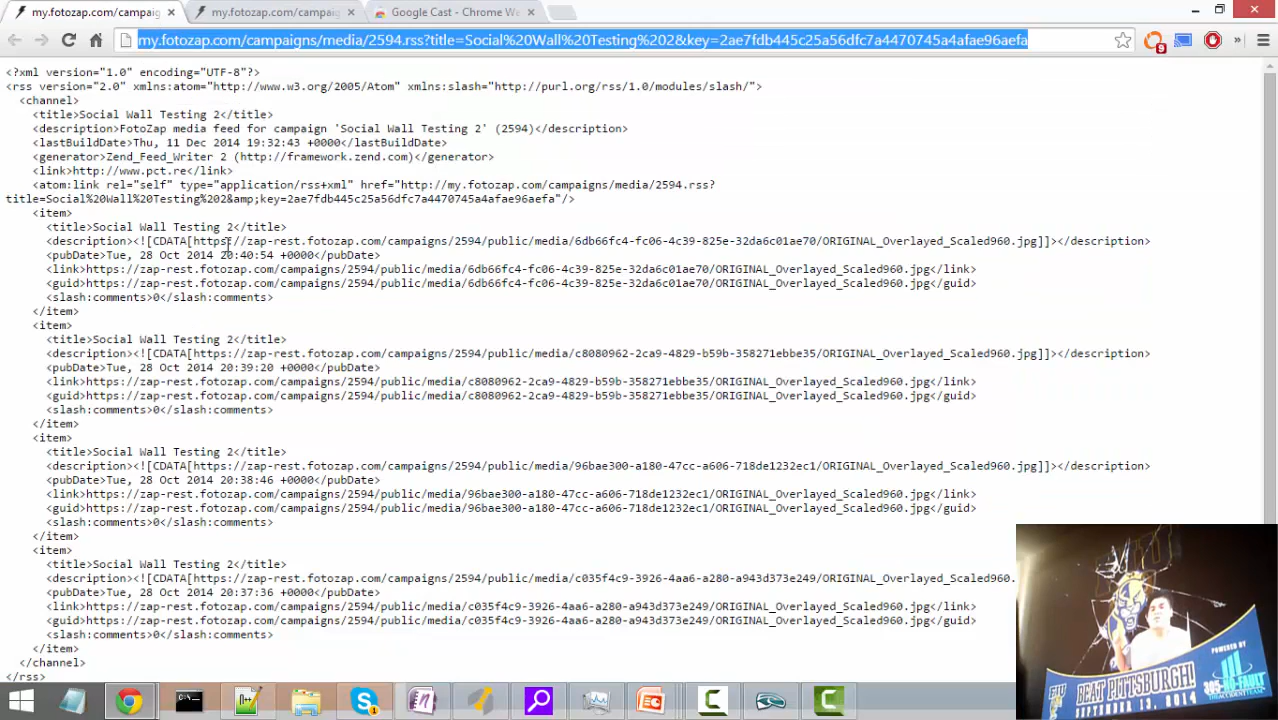 my.fotozap.com/campaig
my.fotozap.com/campaig
Google Cast - Chrome We
my.fotozap.com/campaigns/media/2594.rss?title=Social%20Wall%20Testing%202&key=2ae7fdb445c25a56dfc7a4470745a4afae96aefa
<?xml version="1.0" encoding="UTF-8"?>
<rss version="2.0" xmlns:atom="http://www.w3.org/2005/Atom" xmlns:slash="http://purl.org/rss/1.0/modules/slash/">
<channel>
<title>Social Wall Testing 2</title>
<description>FotoZap media feed for campaign 'Social Wall Testing 2' (2594)</description>
<lastBuildDate>Thu, 11 Dec 2014 19:32:43 +0000</lastBuildDate>
<generator>Zend_Feed_Writer 2 (http://framework.zend.com)</generator>
<link>http://www.pct.re</link>
<atom:link rel="self" type="application/rss+xml" href="http://my.fotozap.com/campaigns/media/2594.rss?
title=Social%20Wall%20Testing%202&amp;key=2ae7fdb445c25a56dfc7a4470745a4afae96aefa"/>
<item>
<title>Social Wall Testing 2</title>
<description><![CDATA[https://zap-rest.fotozap.com/campaigns/2594/public/media/6db66fc4-fc06-4c39-825e-32da6c01ae70/ORIGINAL_Overlayed_Scaled960.jpg]]></description>
<pubDate>Tue, 28 Oct 2014 20:40:54 +0000</pubDate>
<link>https://zap-rest.fotozap.com/campaigns/2594/public/media/6db66fc4-fc06-4c39-825e-32da6c01ae70/ORIGINAL_Overlayed_Scaled960.jpg</link>
<guid>https://zap-rest.fotozap.com/campaigns/2594/public/media/6db66fc4-fc06-4c39-825e-32da6c01ae70/ORIGINAL_Overlayed_Scaled960.jpg</guid>
<slash:comments>0</slash:comments>
</item>
<item>
<title>Social Wall Testing 2</title>
<description><![CDATA[https://zap-rest.fotozap.com/campaigns/2594/public/media/c8080962-2ca9-4829-b59b-358271ebbe35/ORIGINAL_Overlayed_Scaled960.jpg]]></description>
<pubDate>Tue, 28 Oct 2014 20:39:20 +0000</pubDate>
<link>https://zap-rest.fotozap.com/campaigns/2594/public/media/c8080962-2ca9-4829-b59b-358271ebbe35/ORIGINAL_Overlayed_Scaled960.jpg</link>
<guid>https://zap-rest.fotozap.com/campaigns/2594/public/media/c8080962-2ca9-4829-b59b-358271ebbe35/ORIGINAL_Overlayed_Scaled960.jpg</guid>
<slash:comments>0</slash:comments>
</item>
<item>
<title>Social Wall Testing 2</title>
<description><![CDATA[https://zap-rest.fotozap.com/campaigns/2594/public/media/96bae300-a180-47cc-a606-718de1232ec1/ORIGINAL_Overlayed_Scaled960.jpg]]></description>
<pubDate>Tue, 28 Oct 2014 20:38:46 +0000</pubDate>
<link>https://zap-rest.fotozap.com/campaigns/2594/public/media/96bae300-a180-47cc-a606-718de1232ec1/ORIGINAL_Overlayed_Scaled960.jpg</link>
<guid>https://zap-rest.fotozap.com/campaigns/2594/public/media/96bae300-a180-47cc-a606-718de1232ec1/ORIGINAL_Overlayed_Scaled960.jpg</guid>
<slash:comments>0</slash:comments>
</item>
<item>
<title>Social Wall Testing 2</title>
<description><![CDATA[https://zap-rest.fotozap.com/campaigns/2594/public/media/c035f4c9-3926-4aa6-a280-a943d373e249/ORIGINAL_Overlayed_Scaled960.
<pubDate>Tue, 28 Oct 2014 20:37:36 +0000</pubDate>
<link>https://zap-rest.fotozap.com/campaigns/2594/public/media/c035f4c9-3926-4aa6-a280-a943d373e249/ORIGINAL_Overlayed_Scaled960.jpg</link>
<guid>https://zap-rest.fotozap.com/campaigns/2594/public/media/c035f4c9-3926-4aa6-a280-a943d373e249/ORIGINAL_Overlayed_Scaled960.jpg</guid>
<slash:comments>0</slash:comments>
</item>
</channel>
</rss>
POWERED BY
BEAT PITTSBURGH!
SEPTEMBER 13, 2014
THE ACCIDENT TEAM